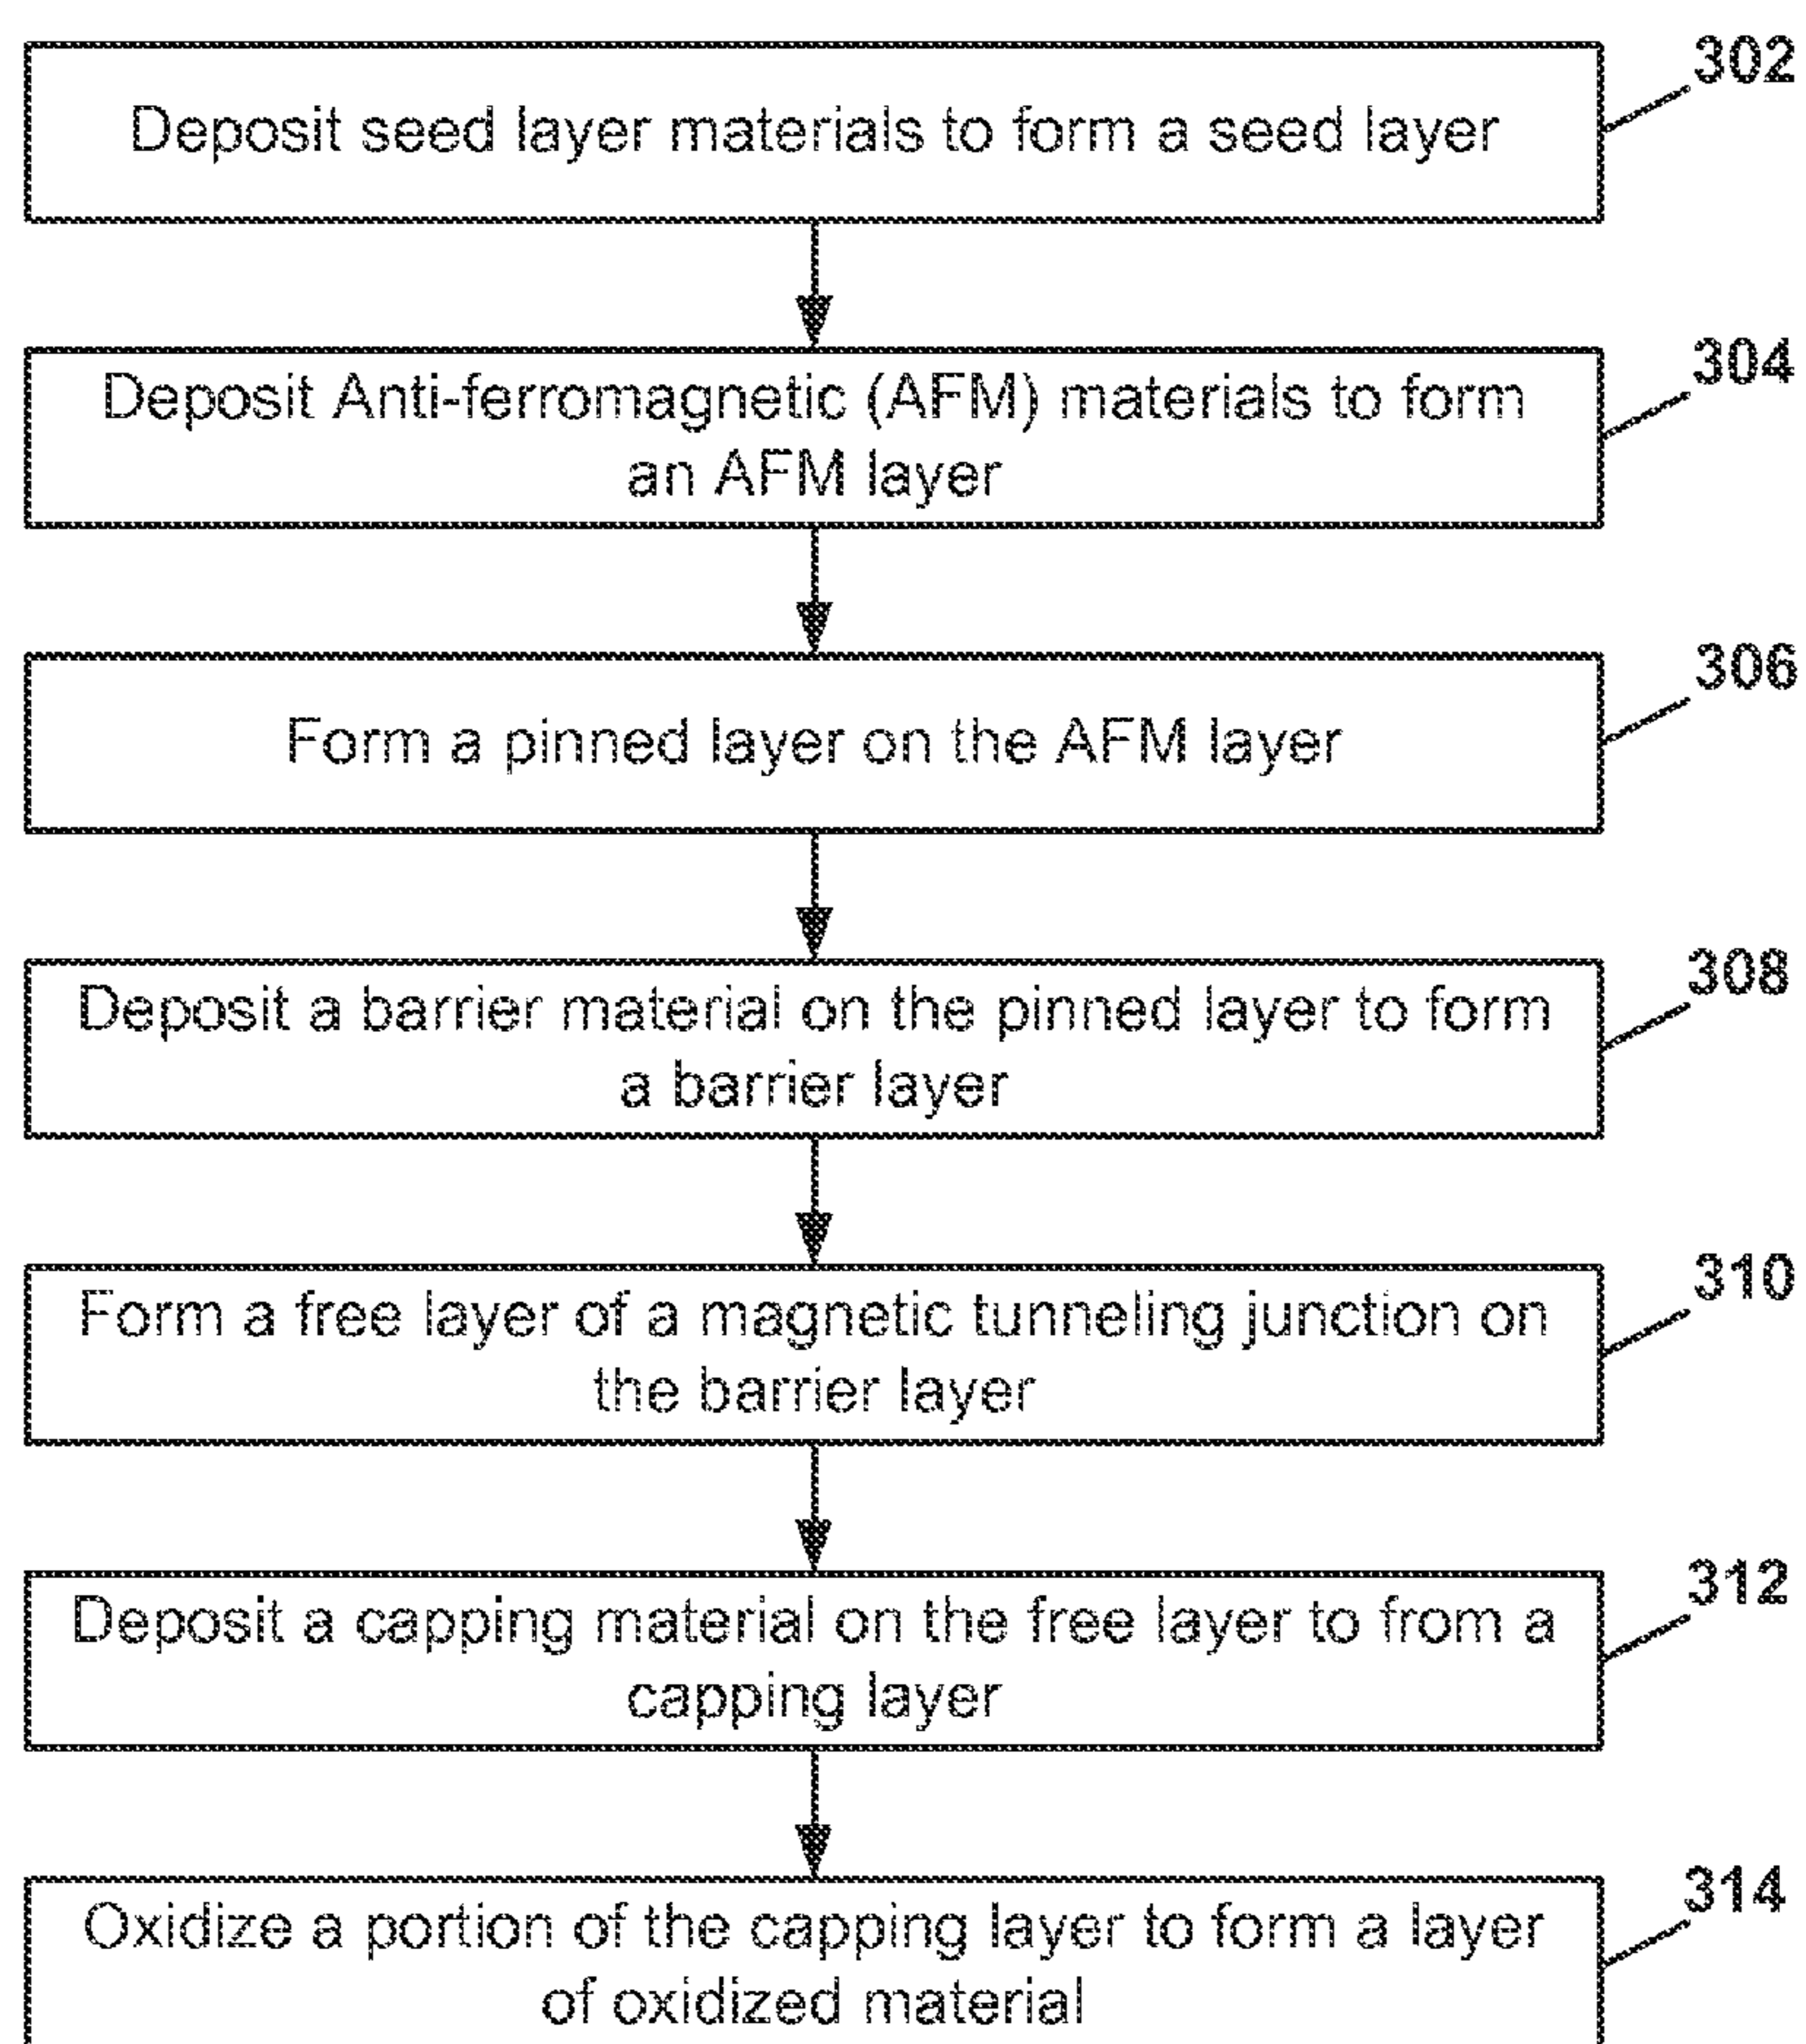 302
Deposit seed layer materials to form a seed layer
304
Deposit Anti-ferromagnetic (AFM) materials to form
an AFM layer
306
Form a pinned layer on the AFM layer
308
Deposit a barrier material on the pinned layer to form
a barrier layer
310
Form a free layer of a magnetic tunneling junction on
the barrier layer
312
Deposit a capping material on the free layer to from a
capping layer
314
Oxidize a portion of the capping layer to form a layer
of oxidized material